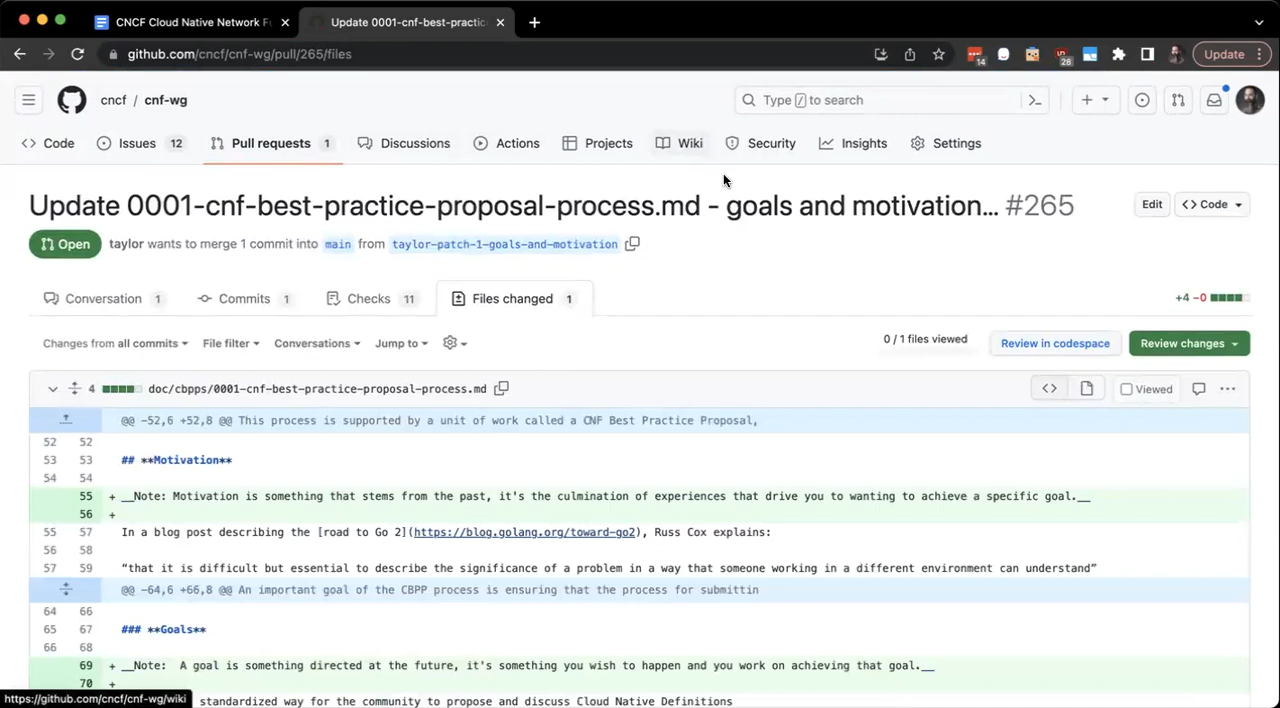 CNCF Cloud Native Network F
Update 0001-cnf-best-practic
github.com/cncf/cnf-wg/pull/265/files
14
28
Update
cncf / cnf-wg
Type / to search
Code
Issues 12
Pull requests 1
Discussions
Actions
Projects
Wiki
Security
Insights
Settings
Update 0001-cnf-best-practice-proposal-process.md - goals and motivation… #265
Edit
<> Code
Open
taylor wants to merge 1 commit into main from taylor-patch-1-goals-and-motivation
Conversation 1
Commits 1
Checks 11
Files changed 1
+4 −0
Changes from all commits
File filter
Conversations
Jump to
0 / 1 files viewed
Review in codespace
Review changes
4 doc/cbpps/0001-cnf-best-practice-proposal-process.md
Viewed
@@ -52,6 +52,8 @@ This process is supported by a unit of work called a CNF Best Practice Proposal,
52 52
53 53 ## **Motivation**
54 54
55 + __Note: Motivation is something that stems from the past, it's the culmination of experiences that drive you to wanting to achieve a specific goal.__
56 +
55 57 In a blog post describing the [road to Go 2](https://blog.golang.org/toward-go2), Russ Cox explains:
56 58
57 59 “that it is difficult but essential to describe the significance of a problem in a way that someone working in a different environment can understand”
@@ -64,6 +66,8 @@ An important goal of the CBPP process is ensuring that the process for submittin
64 66
65 67 ### **Goals**
66 68
69 + __Note:  A goal is something directed at the future, it's something you wish to happen and you work on achieving that goal.__
70 +
https://github.com/cncf/cnf-wg/wiki
standardized way for the community to propose and discuss Cloud Native Definitions